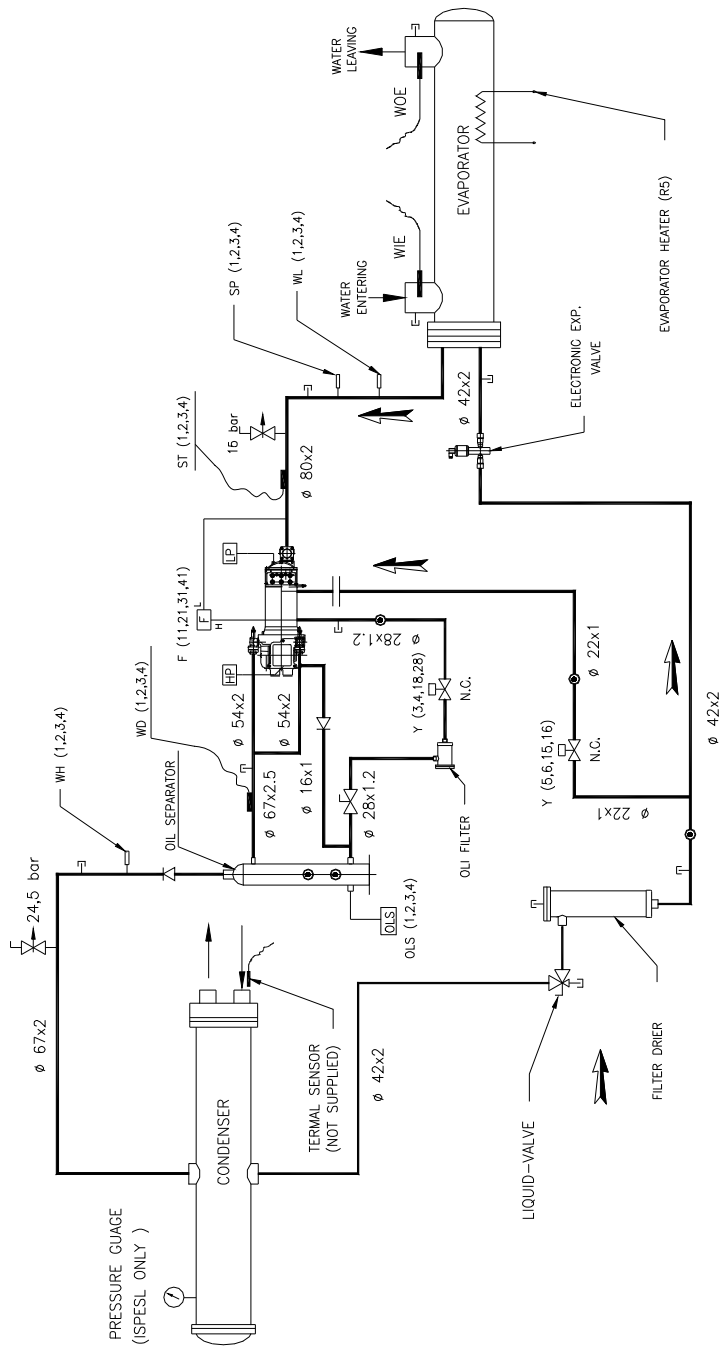 WATER
LEAVING
WOE
EVAPORATOR
WIE
WATER
ENTERING
EVAPORATOR HEATER (R5)
SP (1,2,3,4)
WL (1,2,3,4)
ELECTRONIC EXP.
VALVE
ø 42x2
ST (1,2,3,4)
15 bar
ø 80x2
F (11,21,31,41)
F
L
H
LP
HP
ø 28x1.2
ø 22x1
Y (3,4,18,28)
N.C.
Y (5,6,15,16)
N.C.
ø 22x1
ø 42x2
WD (1,2,3,4)
ø 54x2
ø 54x2
ø 67x2.5
ø 16x1
ø 28x1.2
OLI FILTER
OIL SEPARATOR
WH (1,2,3,4)
OLS
OLS (1,2,3,4)
24,5 bar
ø 67x2
CONDENSER
TERMAL SENSOR
(NOT SUPPLIED)
ø 42x2
FILTER DRIER
LIQUID-VALVE
PRESSURE GUAGE
(ISPESL ONLY )